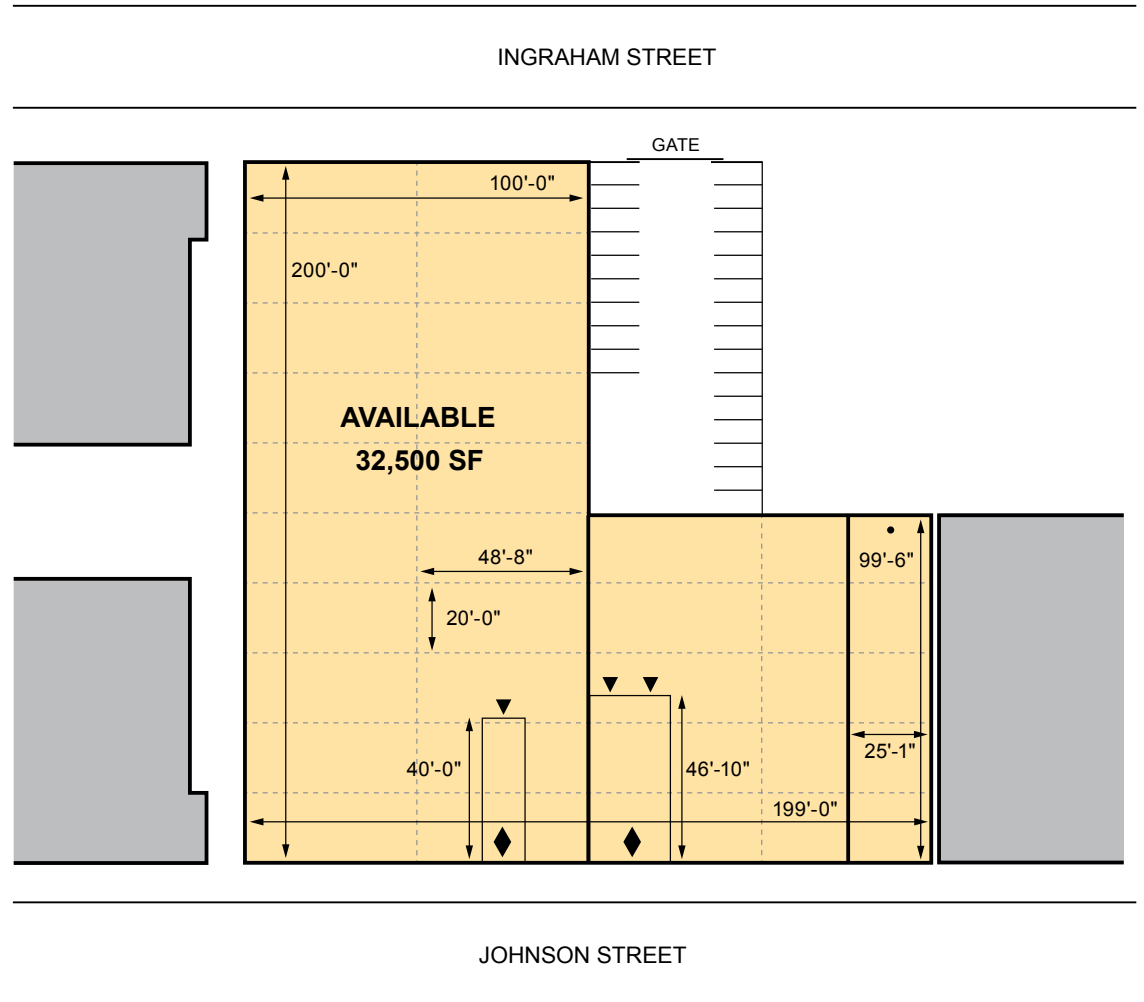 INGRAHAM STREET
GATE
100'-0"
200'-0"
AVAILABLE
32,500 SF
48'-8"
99'-6"
20'-0"
25'-1"
40'-0"
46'-10"
199'-0"
JOHNSON STREET